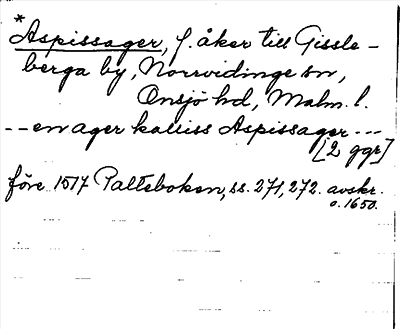 *
Aspissager, f. åker till Gissle-
berga by, Norrvidinge sn,
Onsjö hd, Malm. l.
-- en ager kalliss Aspissager ---
[2 ggr]
före 1517 Palteboken, ss. 271, 272. avskr.
o. 1650.